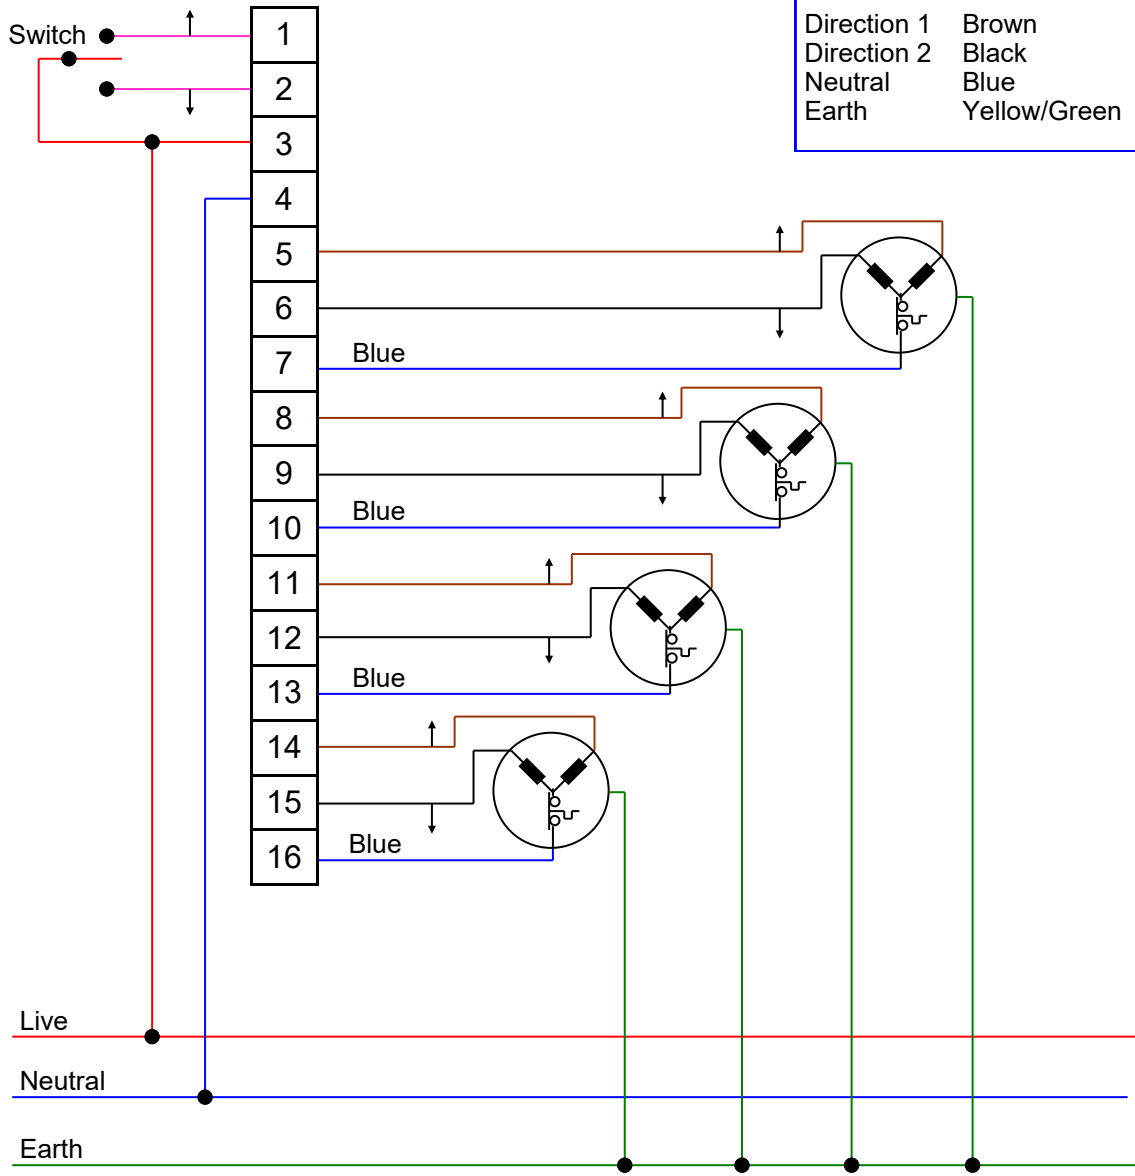 Switch
1
2
3
4
5
6
7
8
9
10
11
12
13
14
15
16
Direction 1 Brown
Direction 2 Black
Neutral Blue
Earth Yellow/Green
Blue
Blue
Blue
Blue
Live
Neutral
Earth